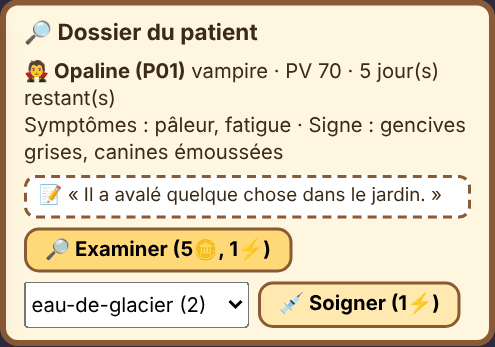 🔎 Dossier du patient
🧛 Opaline (P01) vampire · PV 70 · 5 jour(s)
restant(s)
Symptômes : pâleur, fatigue · Signe : gencives
grises, canines émoussées
📝 « Il a avalé quelque chose dans le jardin. »
🔎 Examiner (5🪙, 1⚡)
eau-de-glacier (2)
💉 Soigner (1⚡)